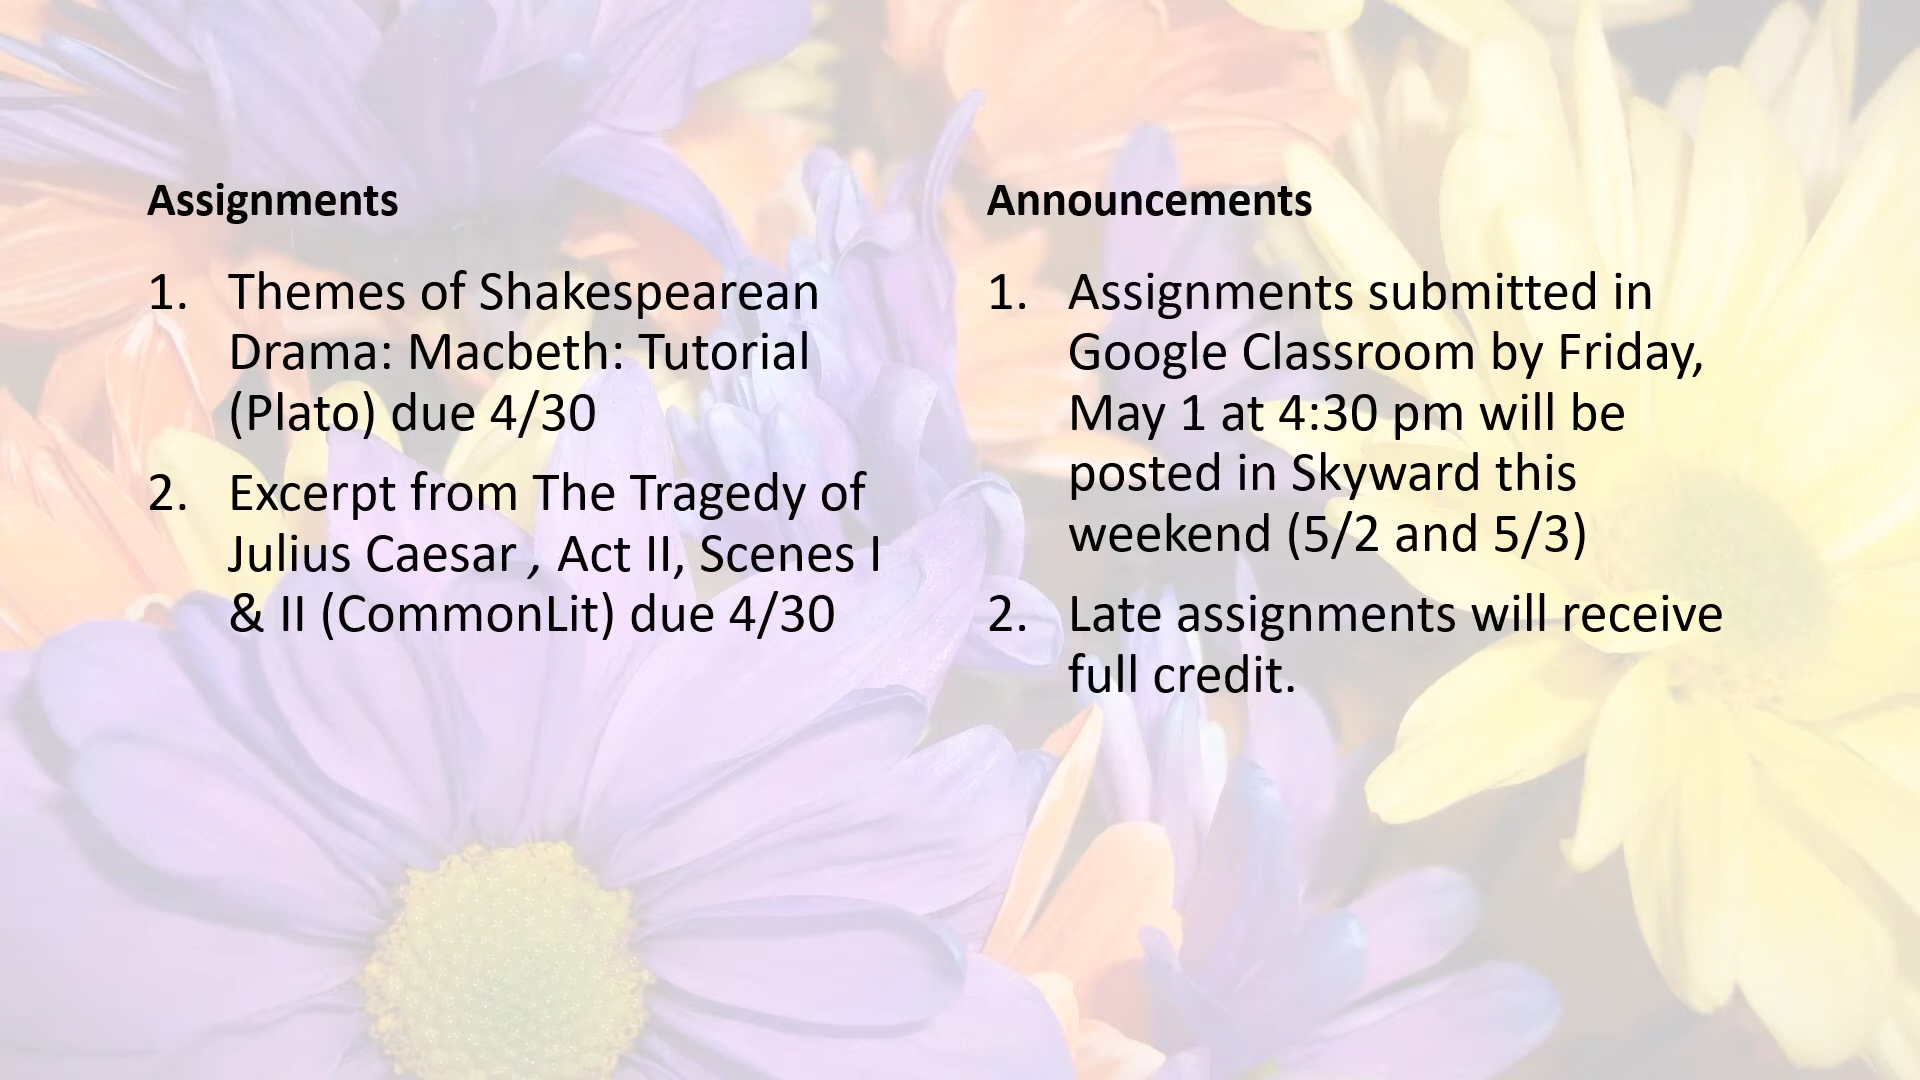 Assignments
1. Themes of Shakespearean
Drama: Macbeth: Tutorial
(Plato) due 4/30
2. Excerpt from The Tragedy of
Julius Caesar , Act II, Scenes I
& II (CommonLit) due 4/30
Announcements
1. Assignments submitted in
Google Classroom by Friday,
May 1 at 4:30 pm will be
posted in Skyward this
weekend (5/2 and 5/3)
2. Late assignments will receive
full credit.